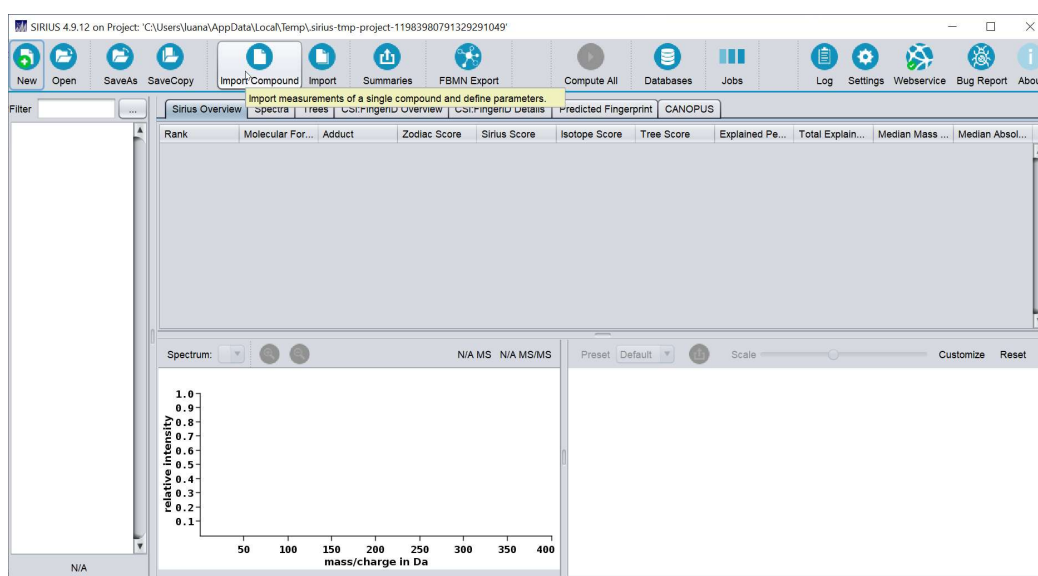 SIRIUS 4.9.12 on Project: 'C:\Users\luana\AppData\Local\Temp\.sirius-tmp-project-11983980791329291049'
New Open SaveAs SaveCopy Import Compound Import Summaries FBMN Export Compute All Databases Jobs Log Settings Webservice Bug Report Abou
Import measurements of a single compound and define parameters.
Filter ...
Sirius Overview Spectra Trees CSI:FingerID Overview CSI:FingerID Details Predicted Fingerprint CANOPUS
Rank Molecular For... Adduct Zodiac Score Sirius Score Isotope Score Tree Score Explained Pe... Total Explain... Median Mass ... Median Absol...
Spectrum: N/A MS N/A MS/MS Preset Default Scale Customize Reset
relative intensity
1.0
0.9
0.8
0.7
0.6
0.5
0.4
0.3
0.2
0.1
50 100 150 200 250 300 350 400
mass/charge in Da
N/A